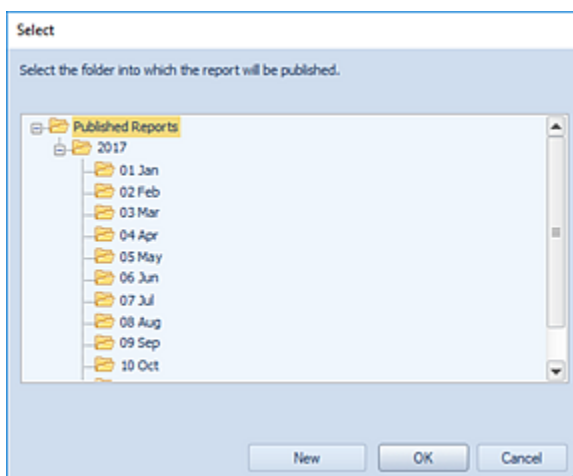 Select
Select the folder into which the report will be published.
Published Reports
2017
01 Jan
02 Feb
03 Mar
04 Apr
05 May
06 Jun
07 Jul
08 Aug
09 Sep
10 Oct
New OK Cancel